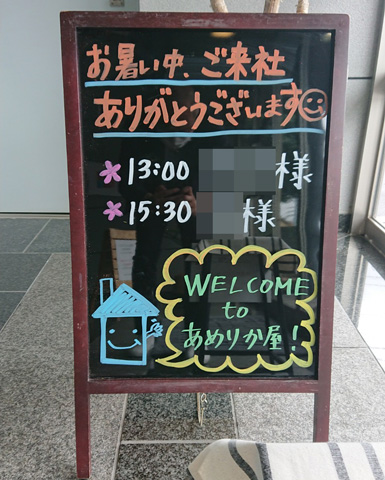 お暑い中、ご来社
ありがとうございます
*13:00 様
*15:30 様
WELCOME
to
あめりか屋!